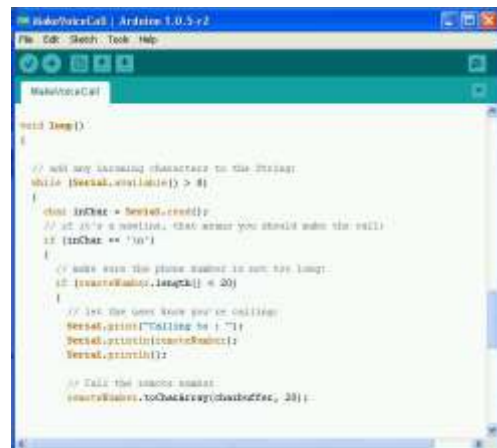 MakeVoiceCall | Arduino 1.0.5-r2
File Edit Sketch Tools Help
MakeVoiceCall
void loop()
{
// add any incoming characters to the String:
while (Serial.available() > 0)
{
char inChar = Serial.read();
// if it's a newline, that means you should make the call:
if (inChar == '\n')
{
// make sure the phone number is not too long:
if (remoteNumber.length() < 20)
{
// let the user know you're calling:
Serial.print("Calling to : ");
Serial.println(remoteNumber);
Serial.println();
// Call the remote number
remoteNumber.toCharArray(charbuffer, 20);